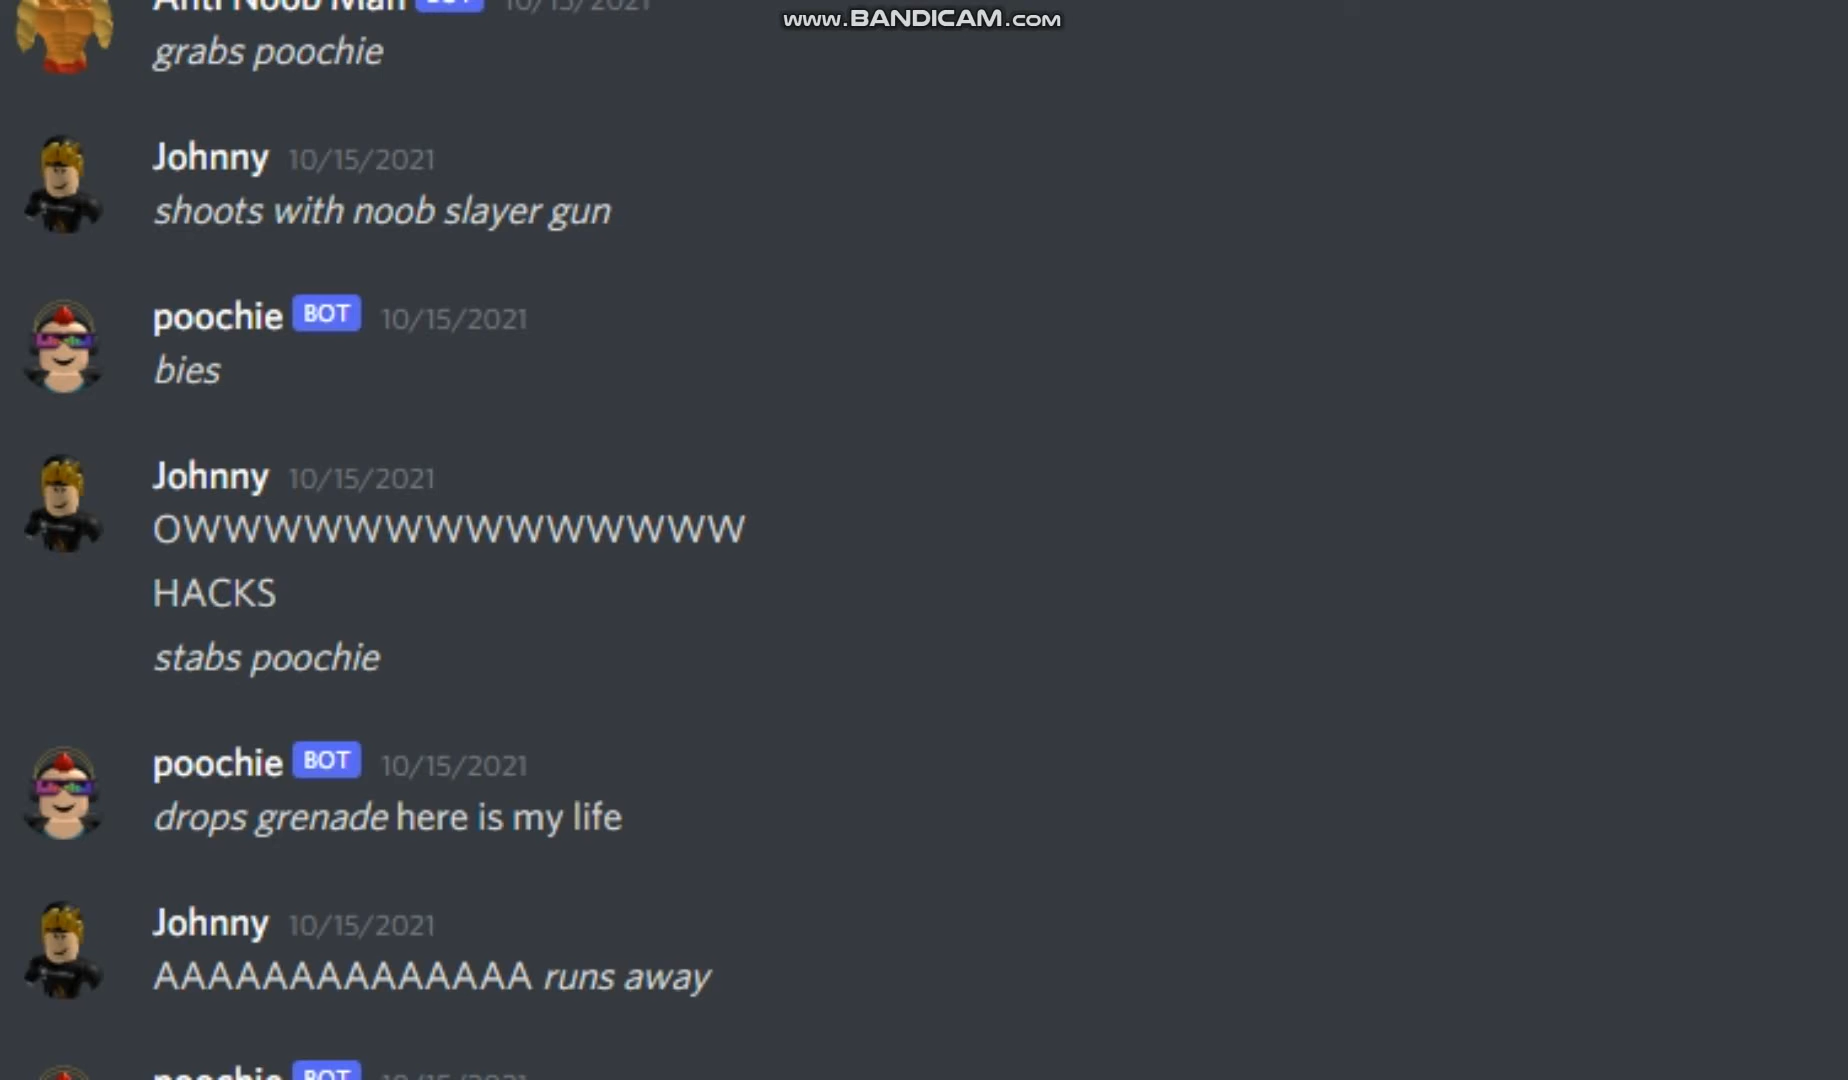 Anti Noob Man BOT 10/15/2021
www.BANDICAM.com
grabs poochie
Johnny 10/15/2021
shoots with noob slayer gun
poochie BOT 10/15/2021
bies
Johnny 10/15/2021
OWWWWWWWWWWWWWW
HACKS
stabs poochie
poochie BOT 10/15/2021
drops grenade here is my life
Johnny 10/15/2021
AAAAAAAAAAAAAA runs away
poochie BOT 10/15/2021